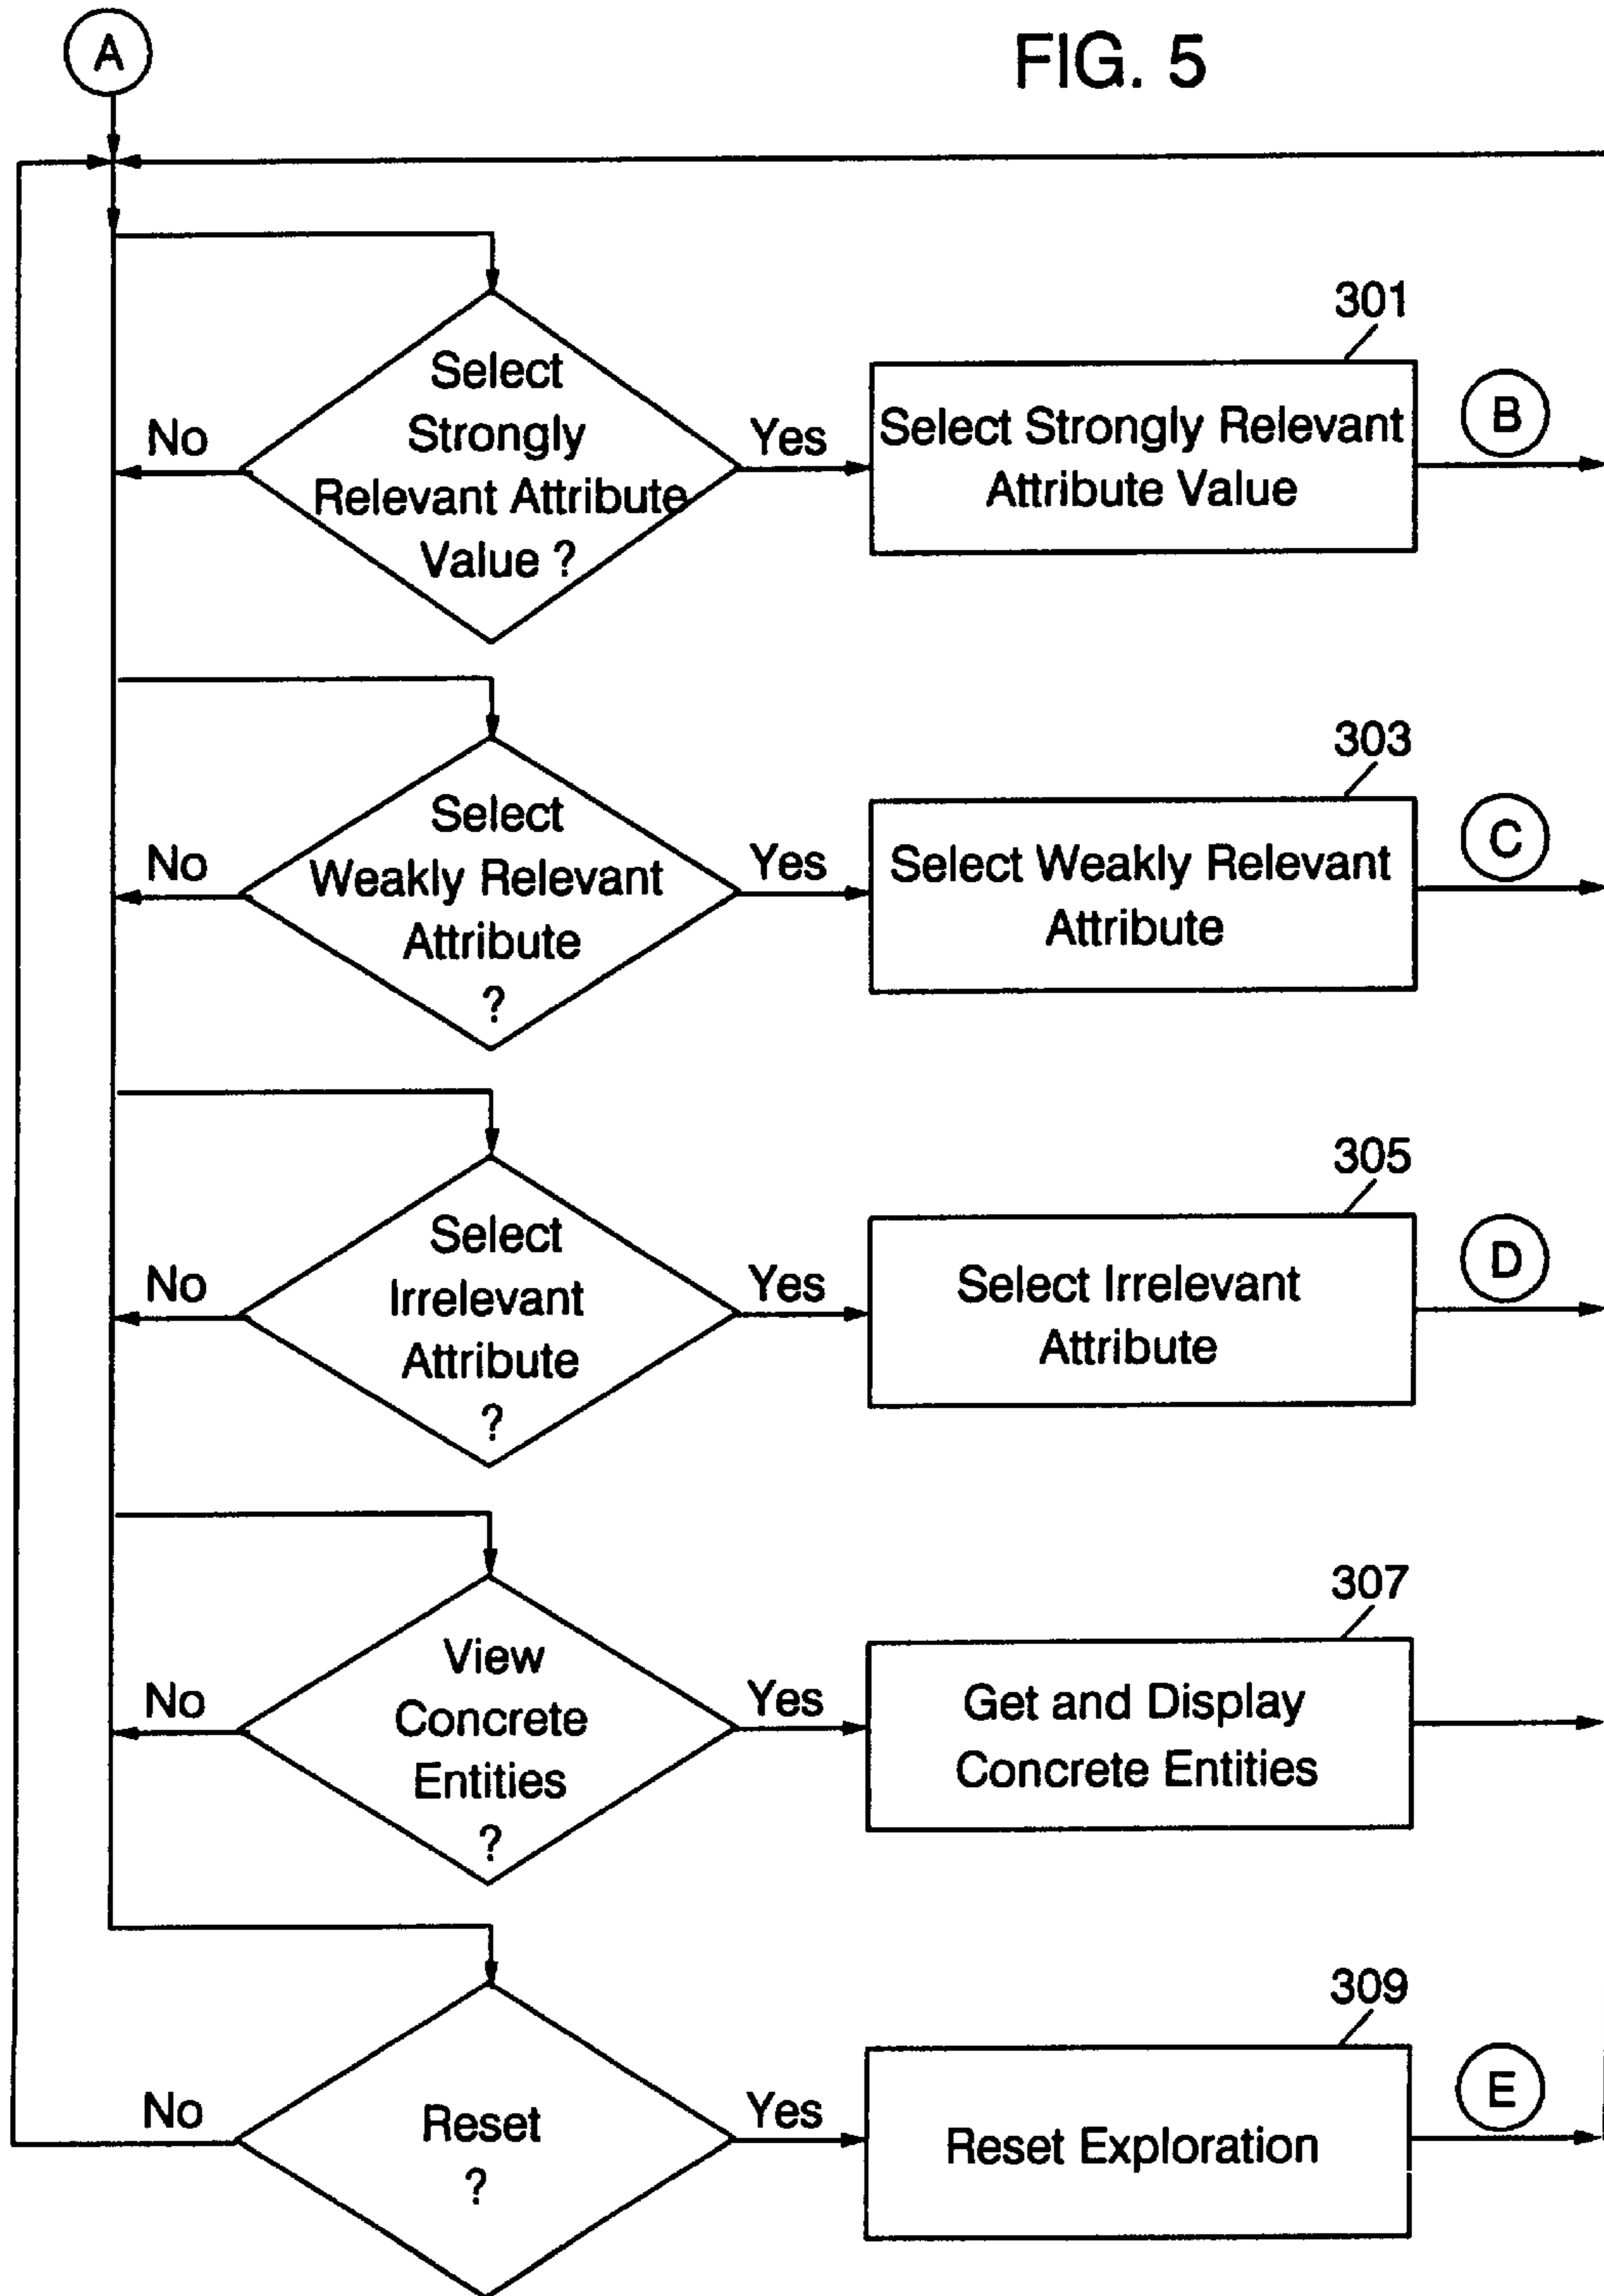 A
FIG. 5
Select
Strongly
Relevant Attribute
Value ?
No
Yes
301
Select Strongly Relevant
Attribute Value
B
Select
Weakly Relevant
Attribute
?
No
Yes
303
Select Weakly Relevant
Attribute
C
Select
Irrelevant
Attribute
?
No
Yes
305
Select Irrelevant
Attribute
D
View
Concrete
Entities
?
No
Yes
307
Get and Display
Concrete Entities
Reset
?
No
Yes
309
Reset Exploration
E